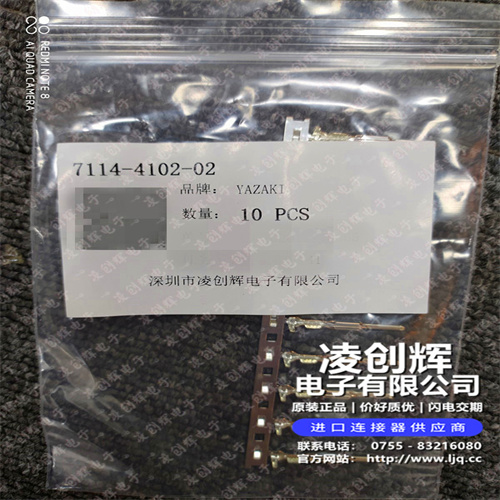 REDMI NOTE 8
AI QUAD CAMERA
7114-4102-02
品牌: YAZAKI
数量: 10 PCS
深圳市凌创辉电子有限公司
凌创辉
电子有限公司
原装正品 | 价好质优 | 闪电交期
进口连接器供应商
联系电话: 0755 - 83216080
官方网站: http://www.ljq.cc